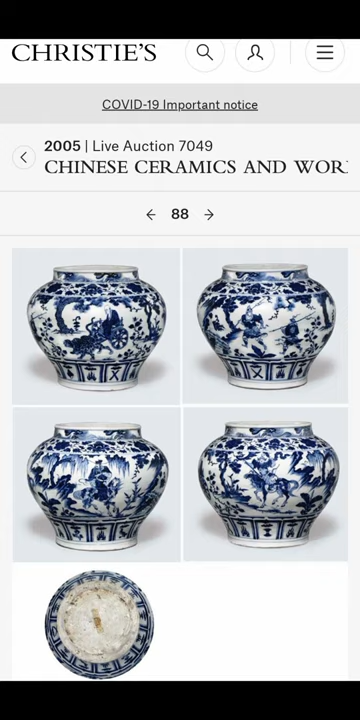 CHRISTIE'S
COVID-19 Important notice
2005 | Live Auction 7049
CHINESE CERAMICS AND WOR
88